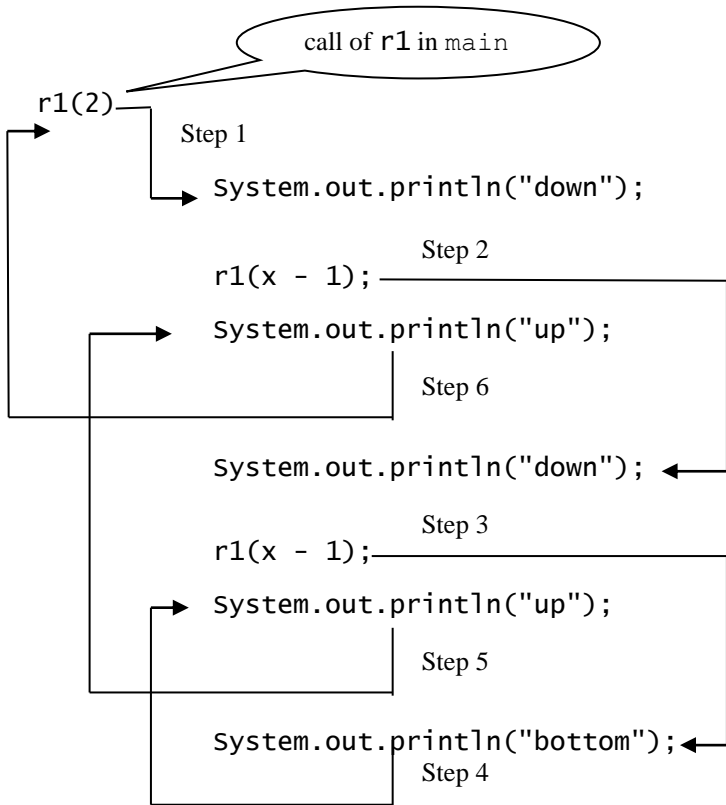 call of r1 in main
r1(2)
Step 1
System.out.println("down");
Step 2
r1(x - 1);
System.out.println("up");
Step 6
System.out.println("down");
Step 3
r1(x - 1);
System.out.println("up");
Step 5
System.out.println("bottom");
Step 4